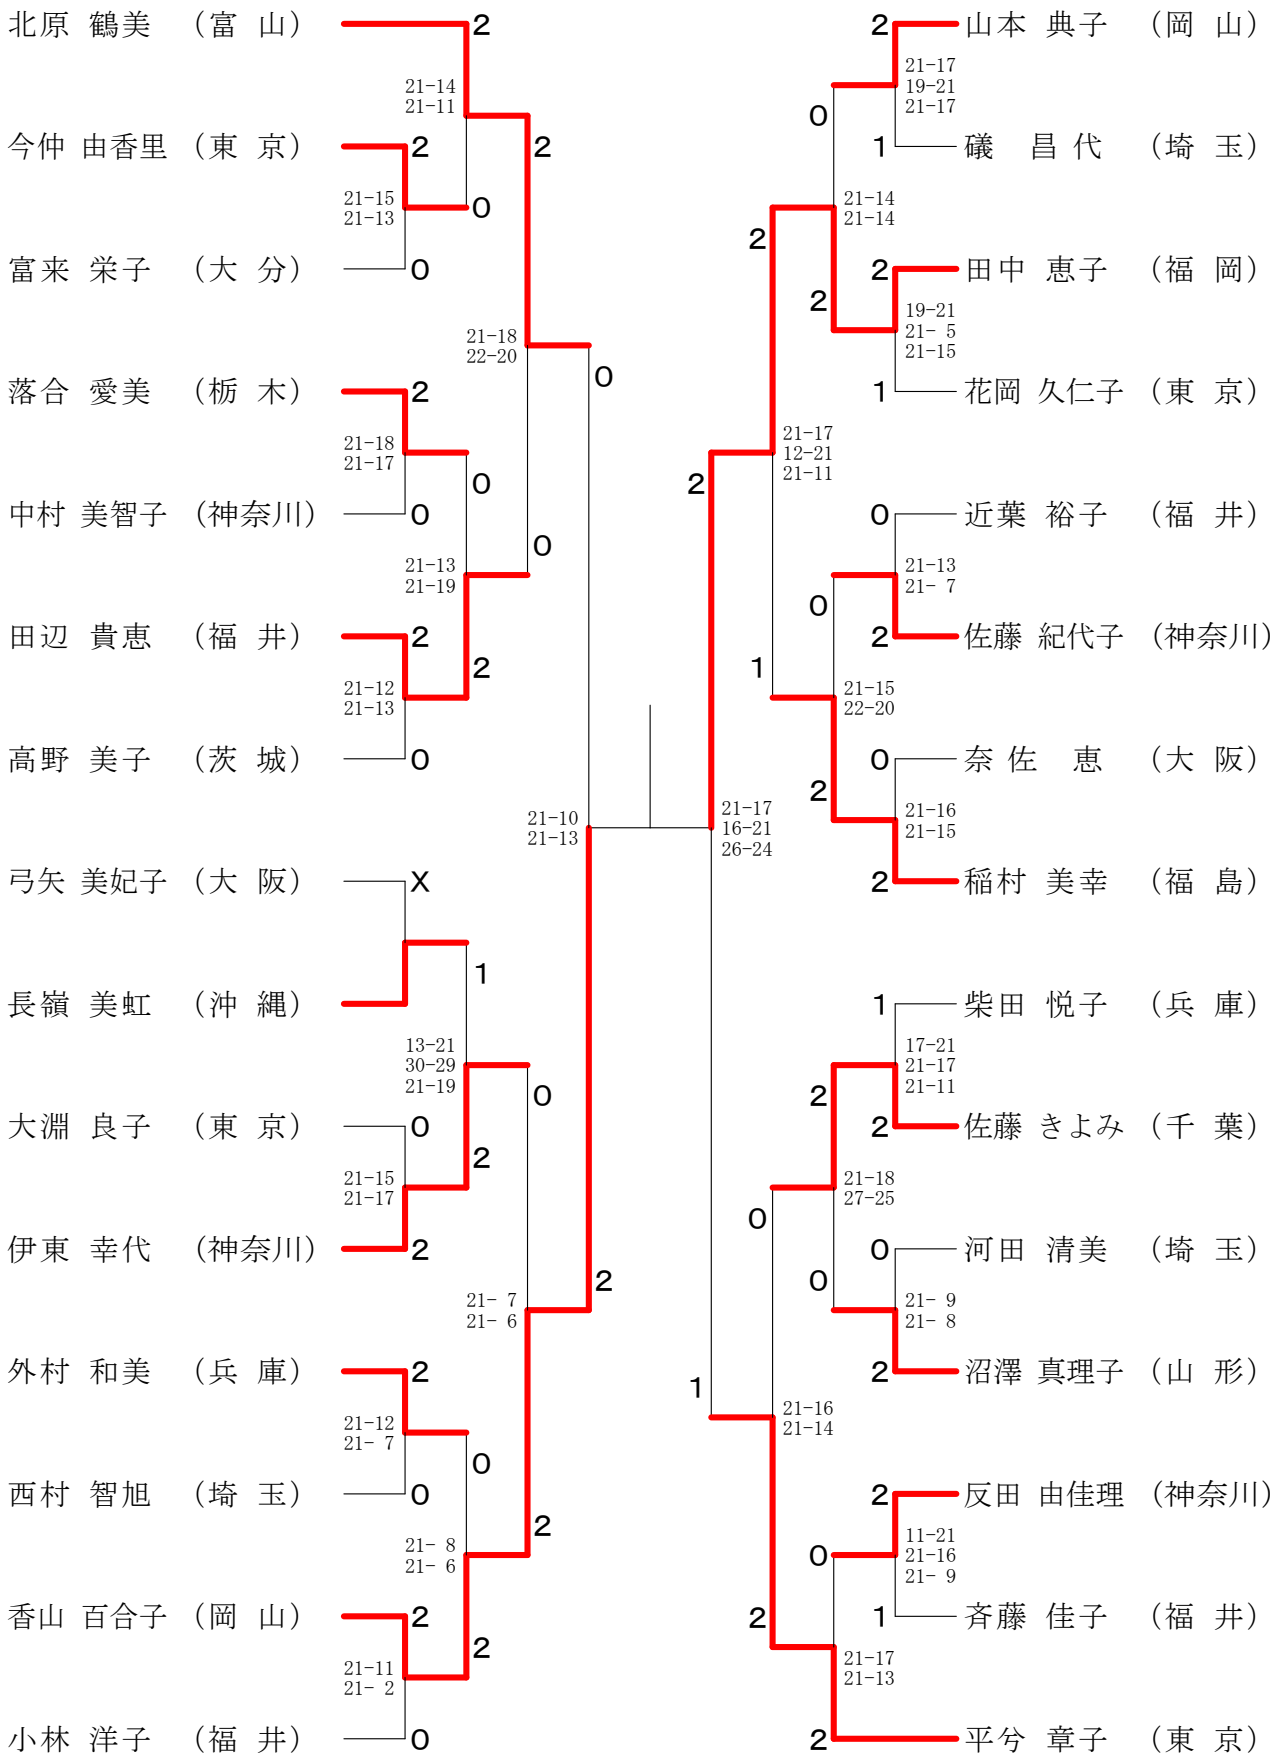 北原 鶴美 （富 山） 2
21-14
21-11
2
今仲 由香里 （東 京） 2
21-15
21-13
0
富来 栄子 （大 分） 0
21-18
22-20
0
落合 愛美 （栃 木） 2
21-18
21-17
0
中村 美智子 （神奈川） 0
0
21-13
21-19
田辺 貴恵 （福 井） 2
2
21-12
21-13
高野 美子 （茨 城） 0
21-10
21-13
弓矢 美妃子 （大 阪） X
1
長嶺 美虹 （沖 縄）
13-21
30-29
21-19
0
大淵 良子 （東 京） 0
2
21-15
21-17
伊東 幸代 （神奈川） 2
2
21- 7
21- 6
外村 和美 （兵 庫） 2
21-12
21- 7
0
西村 智旭 （埼 玉） 0
2
21- 8
21- 6
香山 百合子 （岡 山） 2
2
21-11
21- 2
小林 洋子 （福 井） 0
2 山本 典子 （岡 山）
21-17
19-21
21-17
0
1 礒 昌代 （埼 玉）
21-14
21-14
2
2 田中 恵子 （福 岡）
2
19-21
21- 5
21-15
1 花岡 久仁子 （東 京）
21-17
12-21
21-11
2
0 近葉 裕子 （福 井）
21-13
21- 7
0
2 佐藤 紀代子 （神奈川）
1
21-15
22-20
0 奈佐 恵 （大 阪）
2
21-16
21-15
21-17
16-21
26-24
2 稲村 美幸 （福 島）
1 柴田 悦子 （兵 庫）
17-21
21-17
21-11
2
2 佐藤 きよみ （千 葉）
21-18
27-25
0
0 河田 清美 （埼 玉）
0
21- 9
21- 8
2 沼澤 真理子 （山 形）
1
21-16
21-14
2 反田 由佳理 （神奈川）
11-21
21-16
21- 9
0
1 斉藤 佳子 （福 井）
2
21-17
21-13
2 平兮 章子 （東 京）